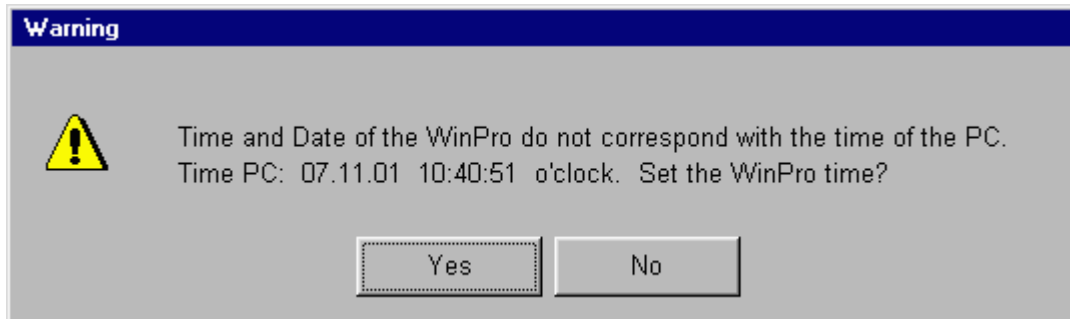 Warning
Time and Date of the WinPro do not correspond with the time of the PC.
Time PC:  07.11.01  10:40:51  o'clock.  Set the WinPro time?
Yes
No